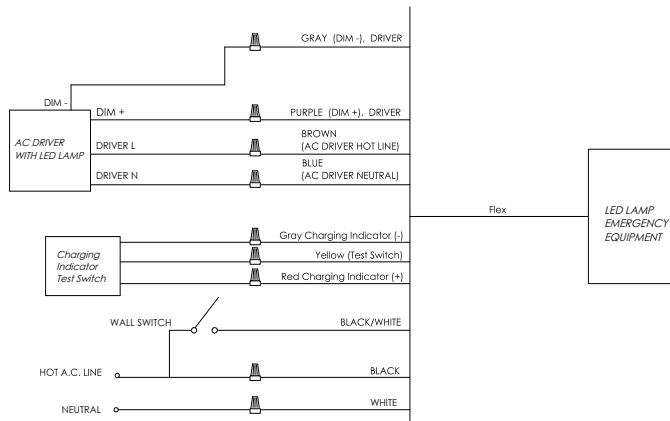 GRAY (DIM -), DRIVER
DIM -
DIM +
PURPLE (DIM +), DRIVER
AC DRIVER
WITH LED LAMP
DRIVER L
BROWN
(AC DRIVER HOT LINE)
DRIVER N
BLUE
(AC DRIVER NEUTRAL)
Flex
LED LAMP
EMERGENCY
EQUIPMENT
Charging
Indicator
Test Switch
Gray Charging Indicator (-)
Yellow (Test Switch)
Red Charging Indicator (+)
WALL SWITCH
BLACK/WHITE
HOT A.C. LINE
BLACK
NEUTRAL
WHITE